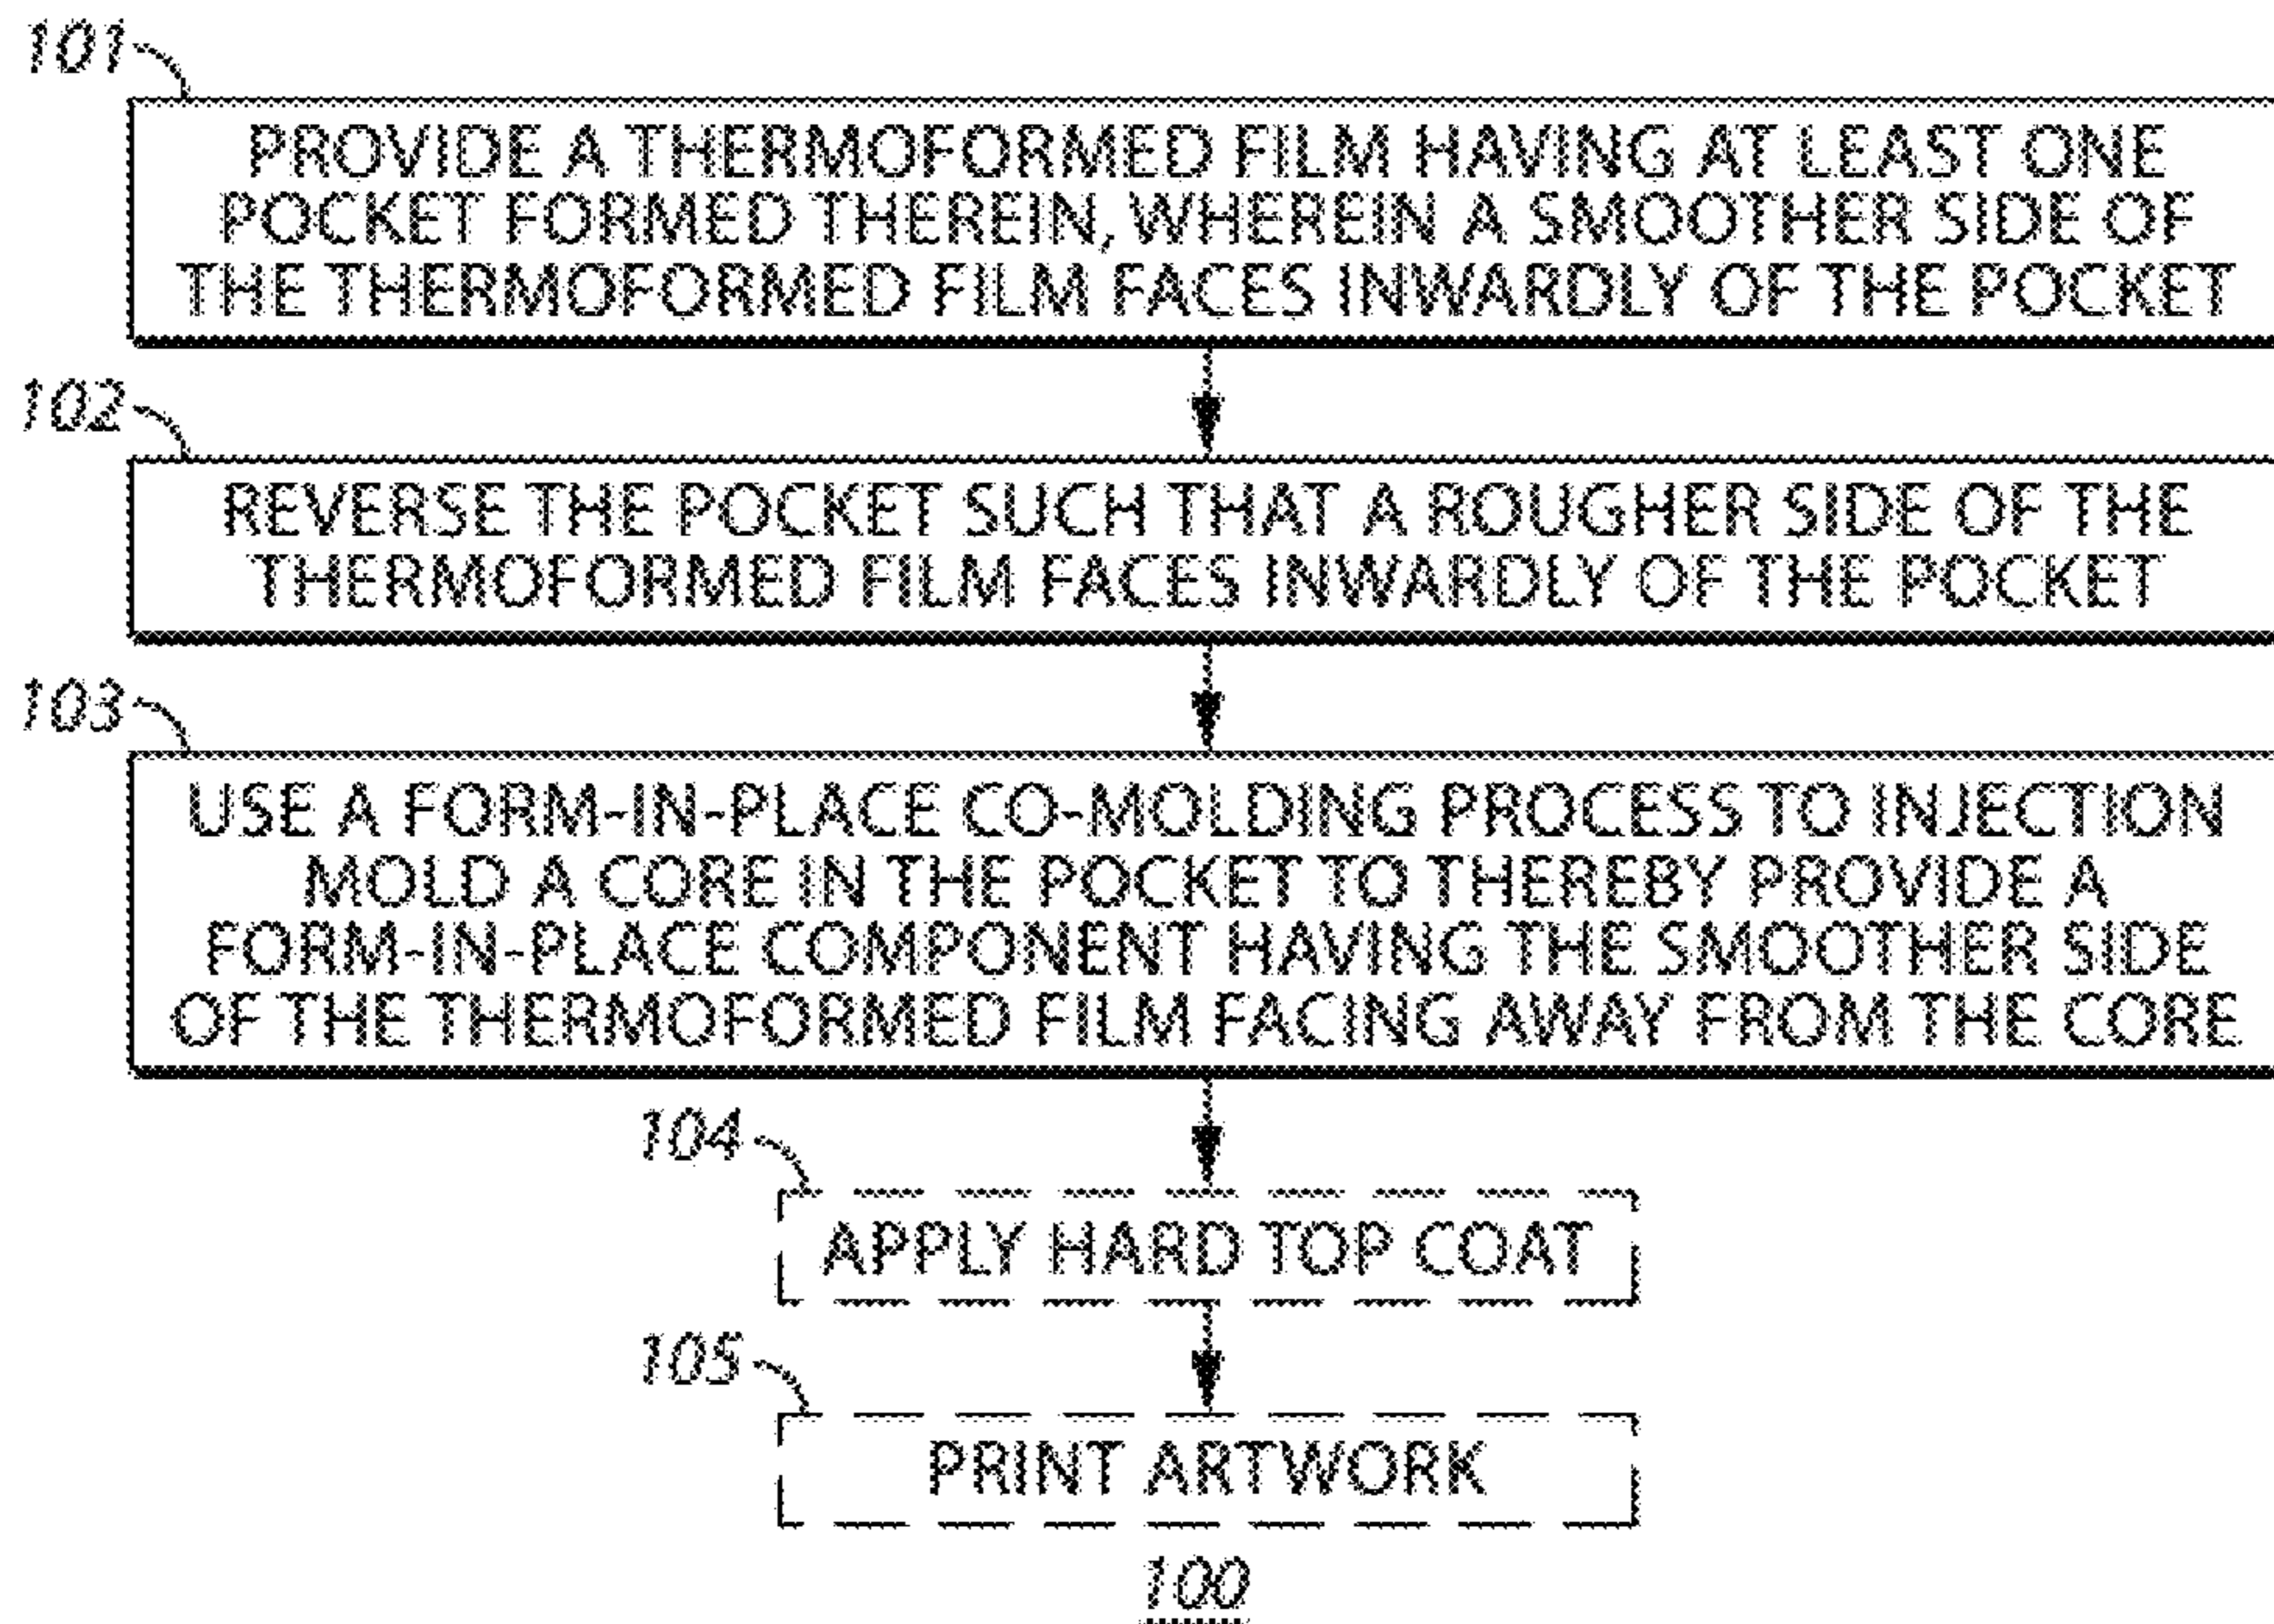 101
PROVIDE A THERMOFORMED FILM HAVING AT LEAST ONE
POCKET FORMED THEREIN, WHEREIN A SMOOTHER SIDE OF
THE THERMOFORMED FILM FACES INWARDLY OF THE POCKET
102
REVERSE THE POCKET SUCH THAT A ROUGHER SIDE OF THE
THERMOFORMED FILM FACES INWARDLY OF THE POCKET
103
USE A FORM-IN-PLACE CO-MOLDING PROCESS TO INJECTION
MOLD A CORE IN THE POCKET TO THEREBY PROVIDE A
FORM-IN-PLACE COMPONENT HAVING THE SMOOTHER SIDE
OF THE THERMOFORMED FILM FACING AWAY FROM THE CORE
104
APPLY HARD TOP COAT
105
PRINT ARTWORK
100